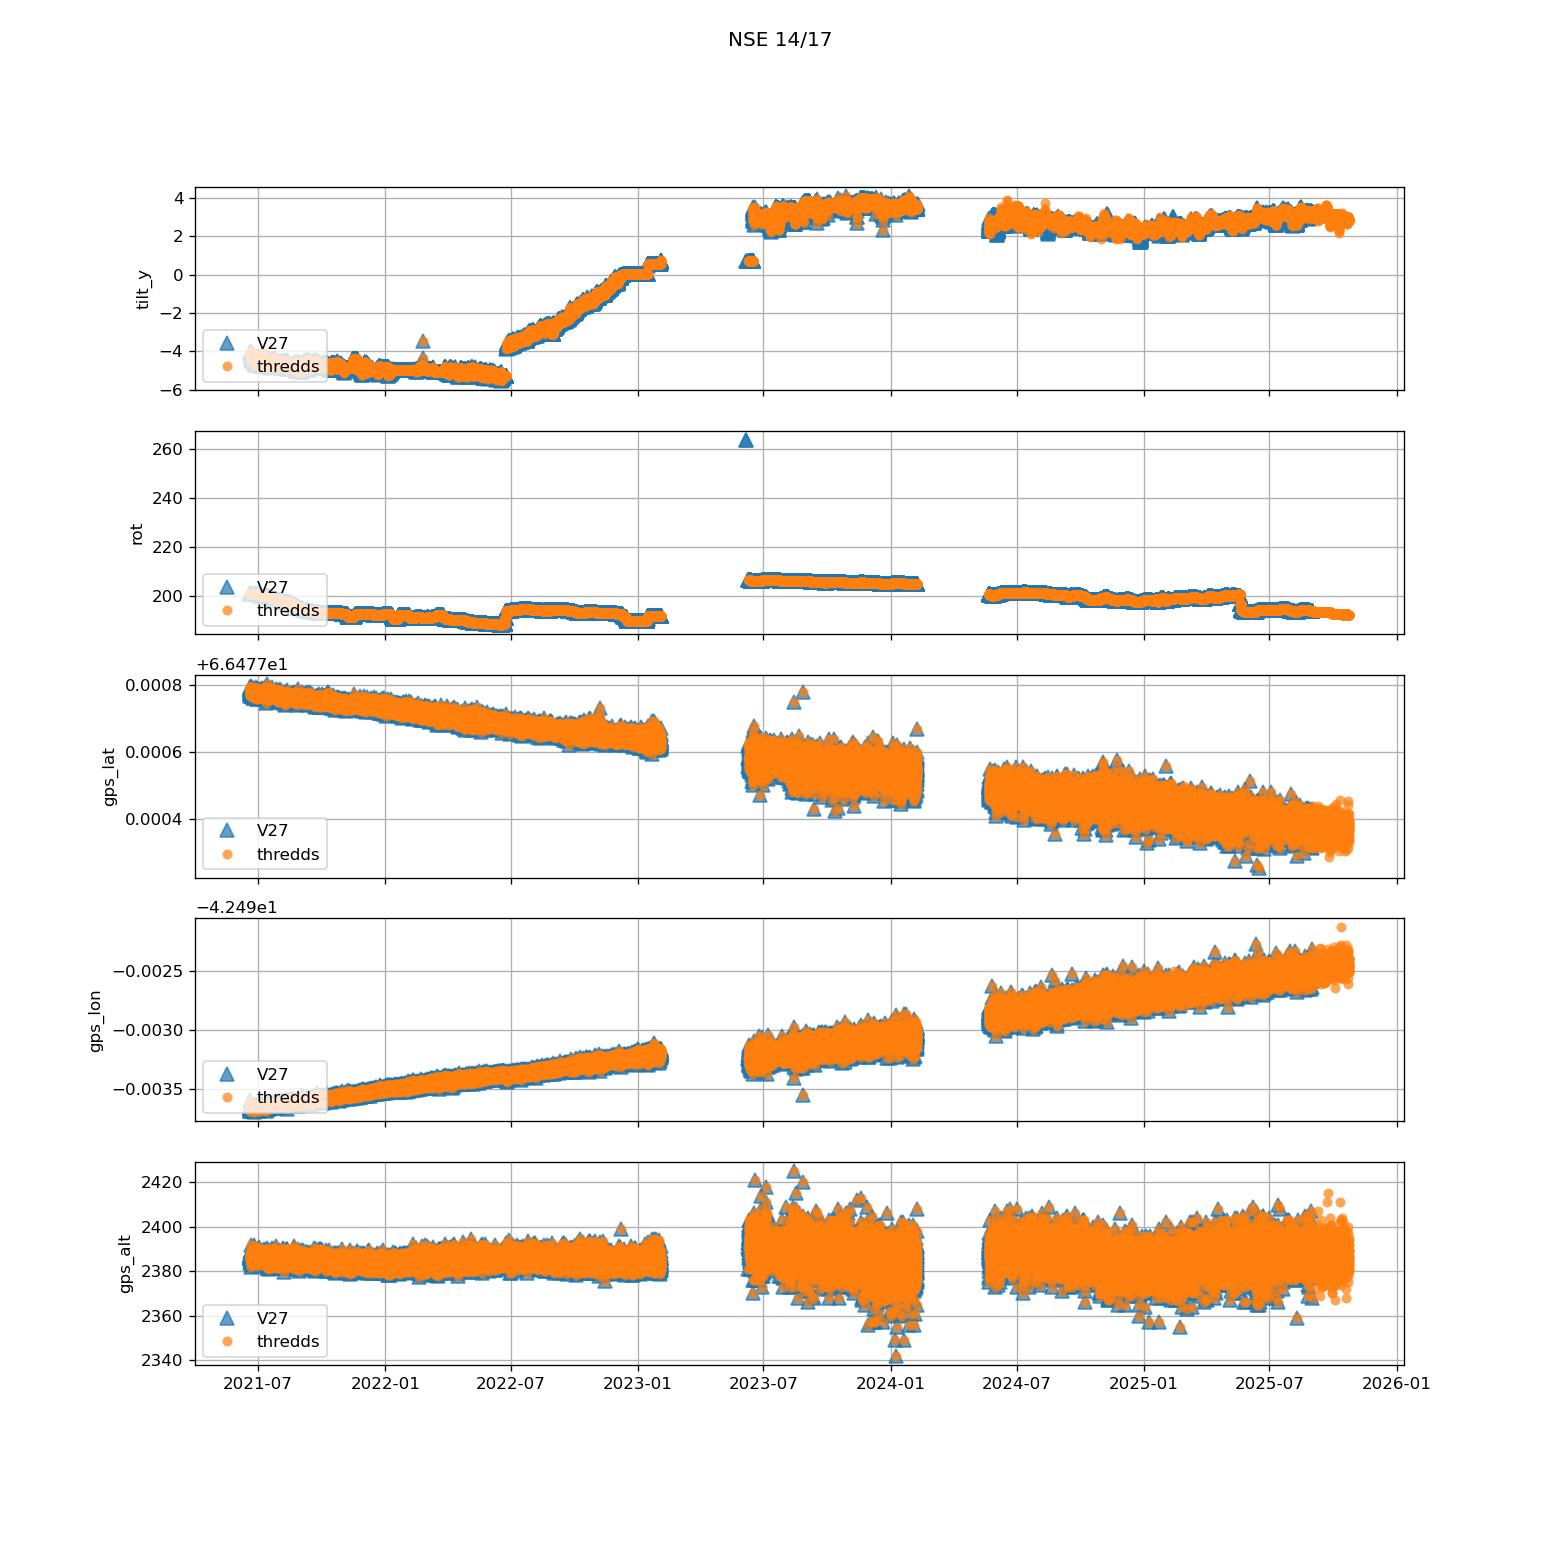 NSE 14/17
4
2
0
−2
−4
−6
tilt_y
V27
thredds
260
240
220
200
rot
V27
thredds
+6.6477e1
0.0008
0.0006
0.0004
gps_lat
V27
thredds
−4.249e1
−0.0025
−0.0030
−0.0035
gps_lon
V27
thredds
2420
2400
2380
2360
2340
gps_alt
V27
thredds
2021-07 2022-01 2022-07 2023-01 2023-07 2024-01 2024-07 2025-01 2025-07 2026-01